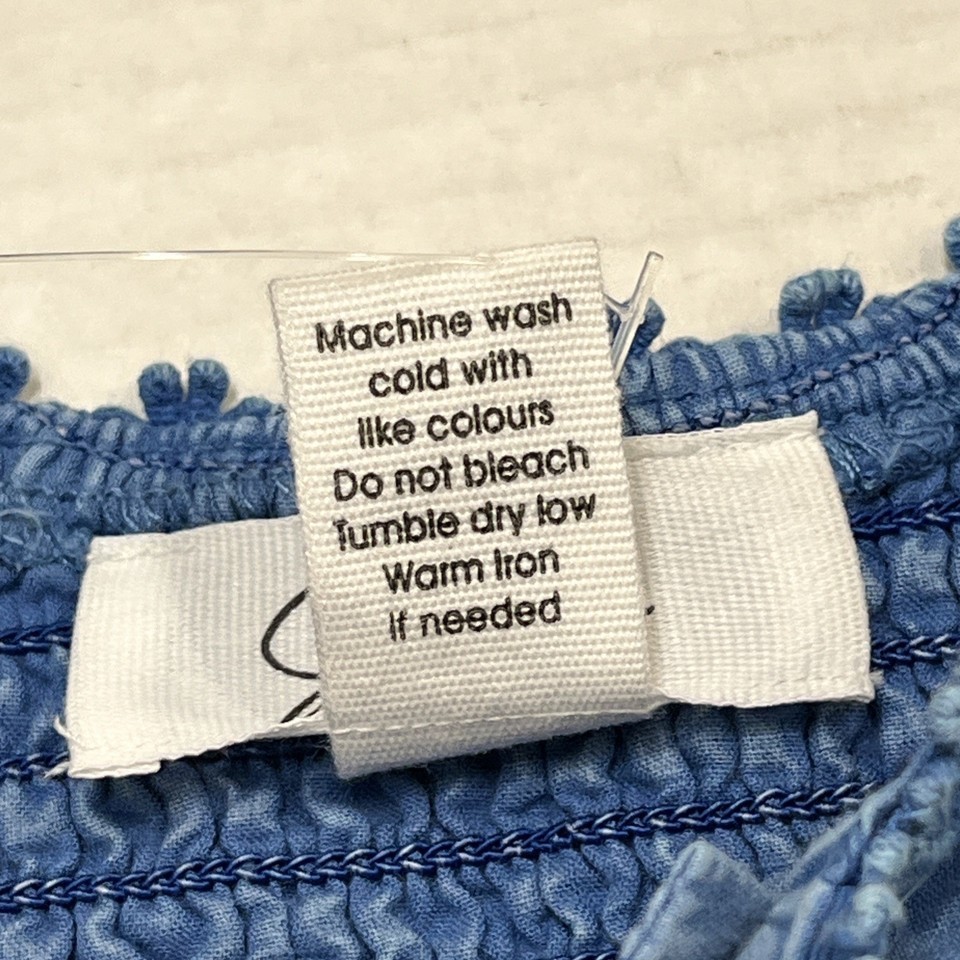 Machine wash
cold with
like colours
Do not bleach
Tumble dry low
Warm Iron
If needed